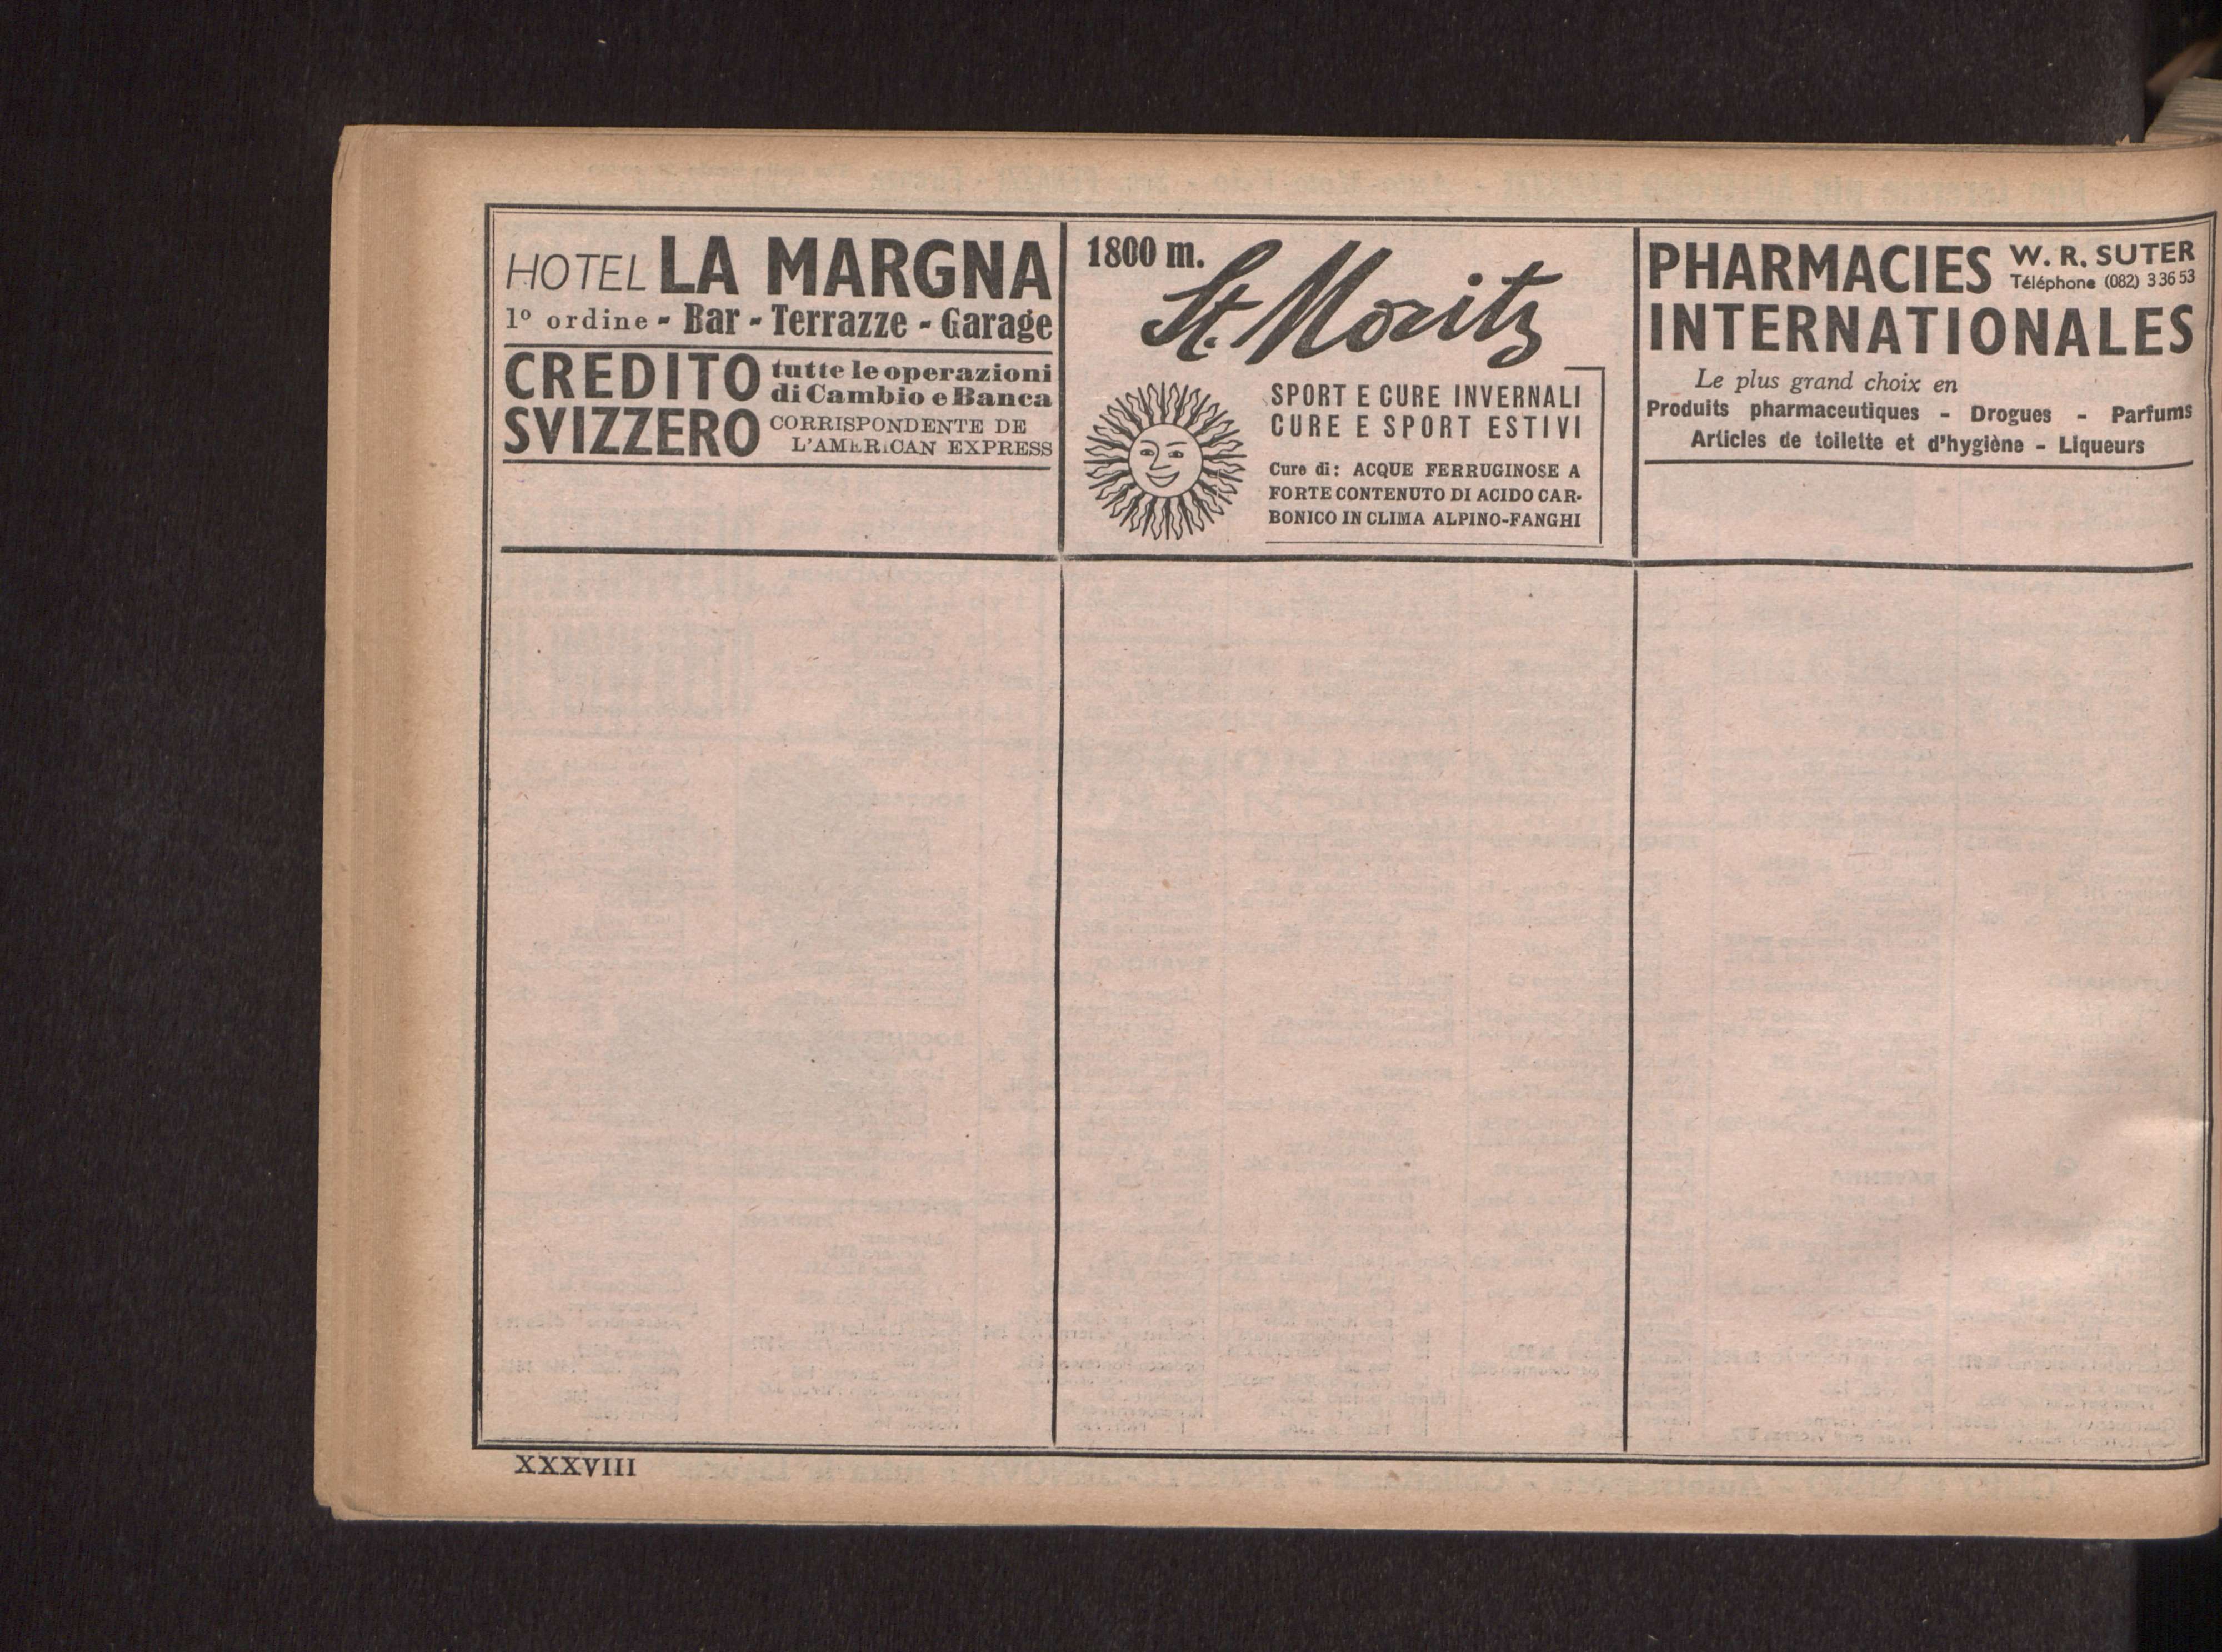 HOTEL LA MARGNA
1º ordine - Bar - Terrazze - Garage
CREDITO SVIZZERO
tutte le operazioni
di Cambio e Banca
CORRISPONDENTE DE
L'AMERICAN EXPRESS
1800 m.
St. Moritz
SPORT E CURE INVERNALI
CURE E SPORT ESTIVI
Cure di: ACQUE FERRUGINOSE A
FORTE CONTENUTO DI ACIDO CAR-
BONICO IN CLIMA ALPINO-FANGHI
PHARMACIES
INTERNATIONALES
W. R. SUTER
Téléphone (082) 3 36 53
Le plus grand choix en
Produits pharmaceutiques - Drogues - Parfums
Articles de toilette et d'hygiène - Liqueurs
XXXVIII